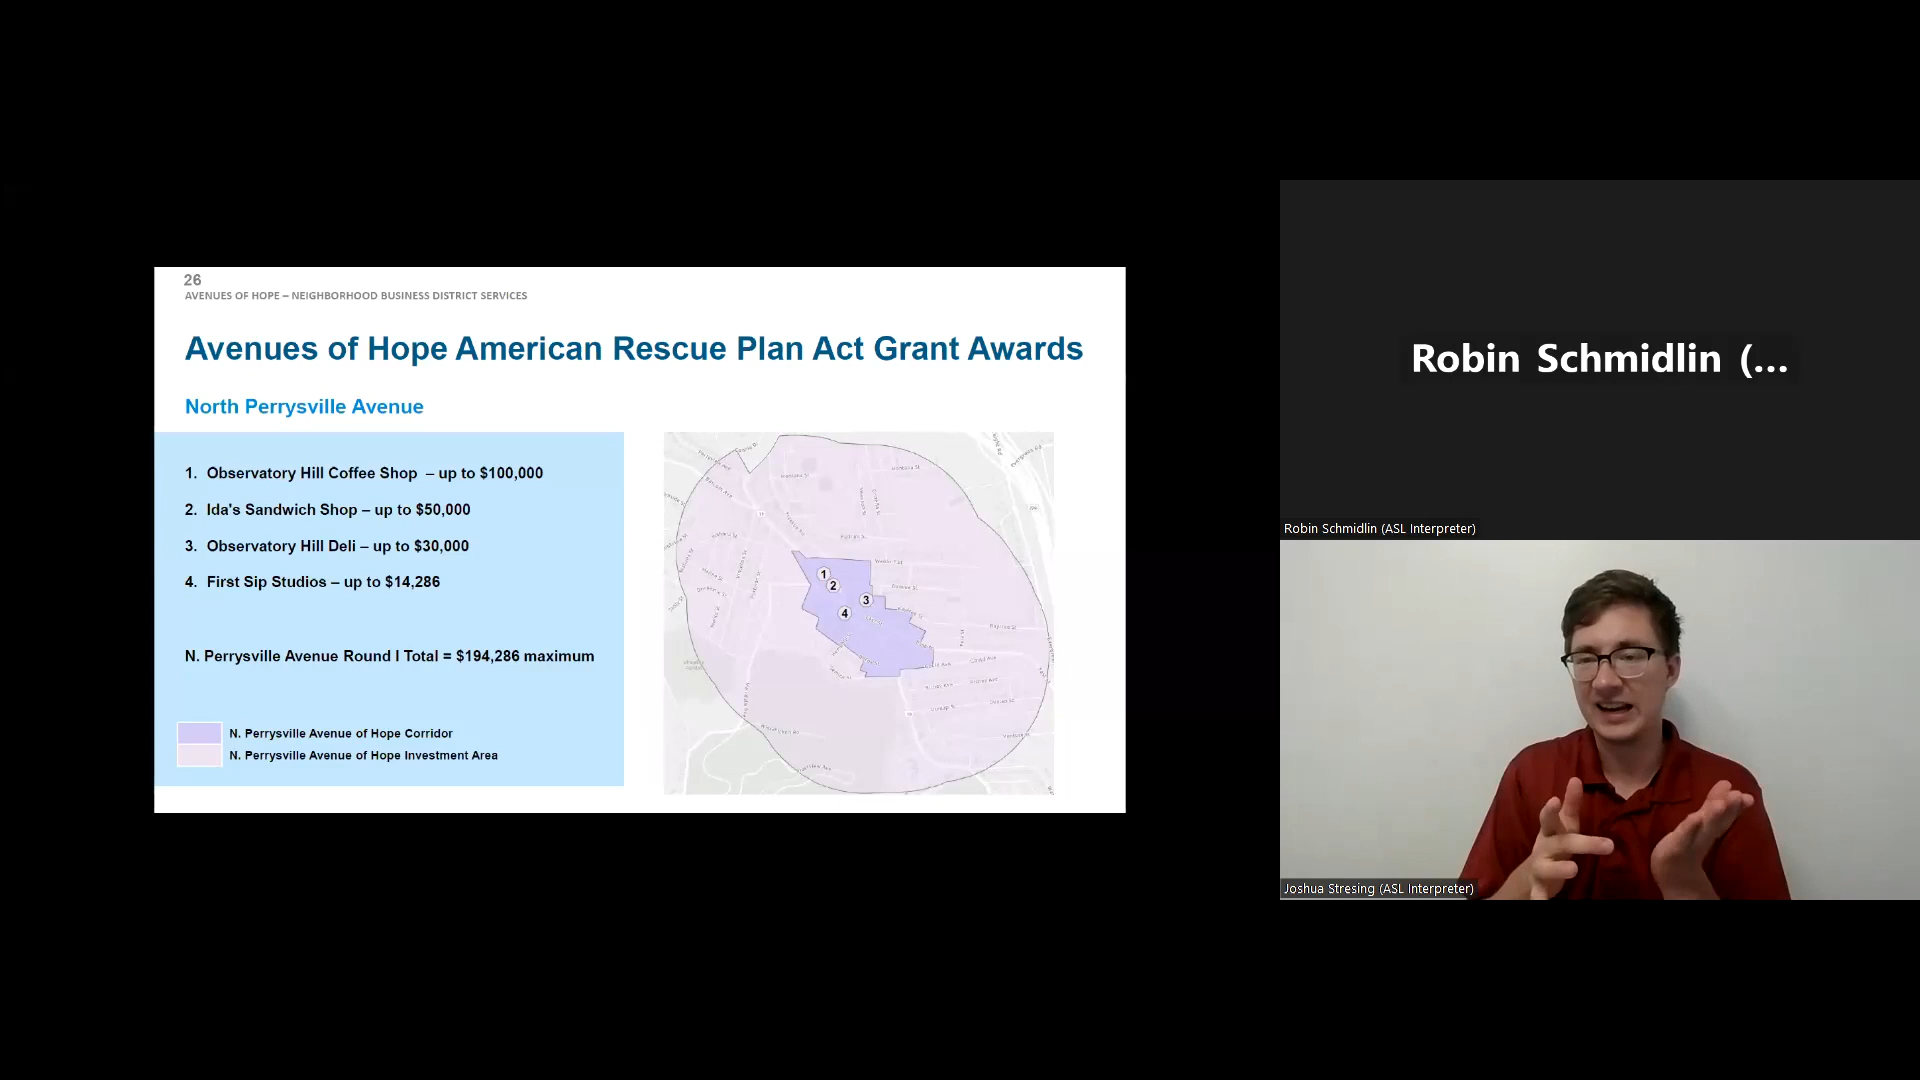 26
AVENUES OF HOPE – NEIGHBORHOOD BUSINESS DISTRICT SERVICES
Avenues of Hope American Rescue Plan Act Grant Awards
North Perrysville Avenue
1. Observatory Hill Coffee Shop – up to $100,000
2. Ida's Sandwich Shop – up to $50,000
3. Observatory Hill Deli – up to $30,000
4. First Sip Studios – up to $14,286
N. Perrysville Avenue Round I Total = $194,286 maximum
N. Perrysville Avenue of Hope Corridor
N. Perrysville Avenue of Hope Investment Area
1
2
3
4
Robin Schmidlin (...
Robin Schmidlin (ASL Interpreter)
Joshua Stresing (ASL Interpreter)